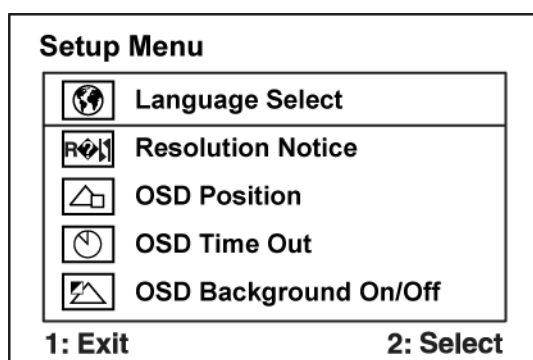 Setup Menu
Language Select
Resolution Notice
OSD Position
OSD Time Out
OSD Background On/Off
1: Exit 2: Select